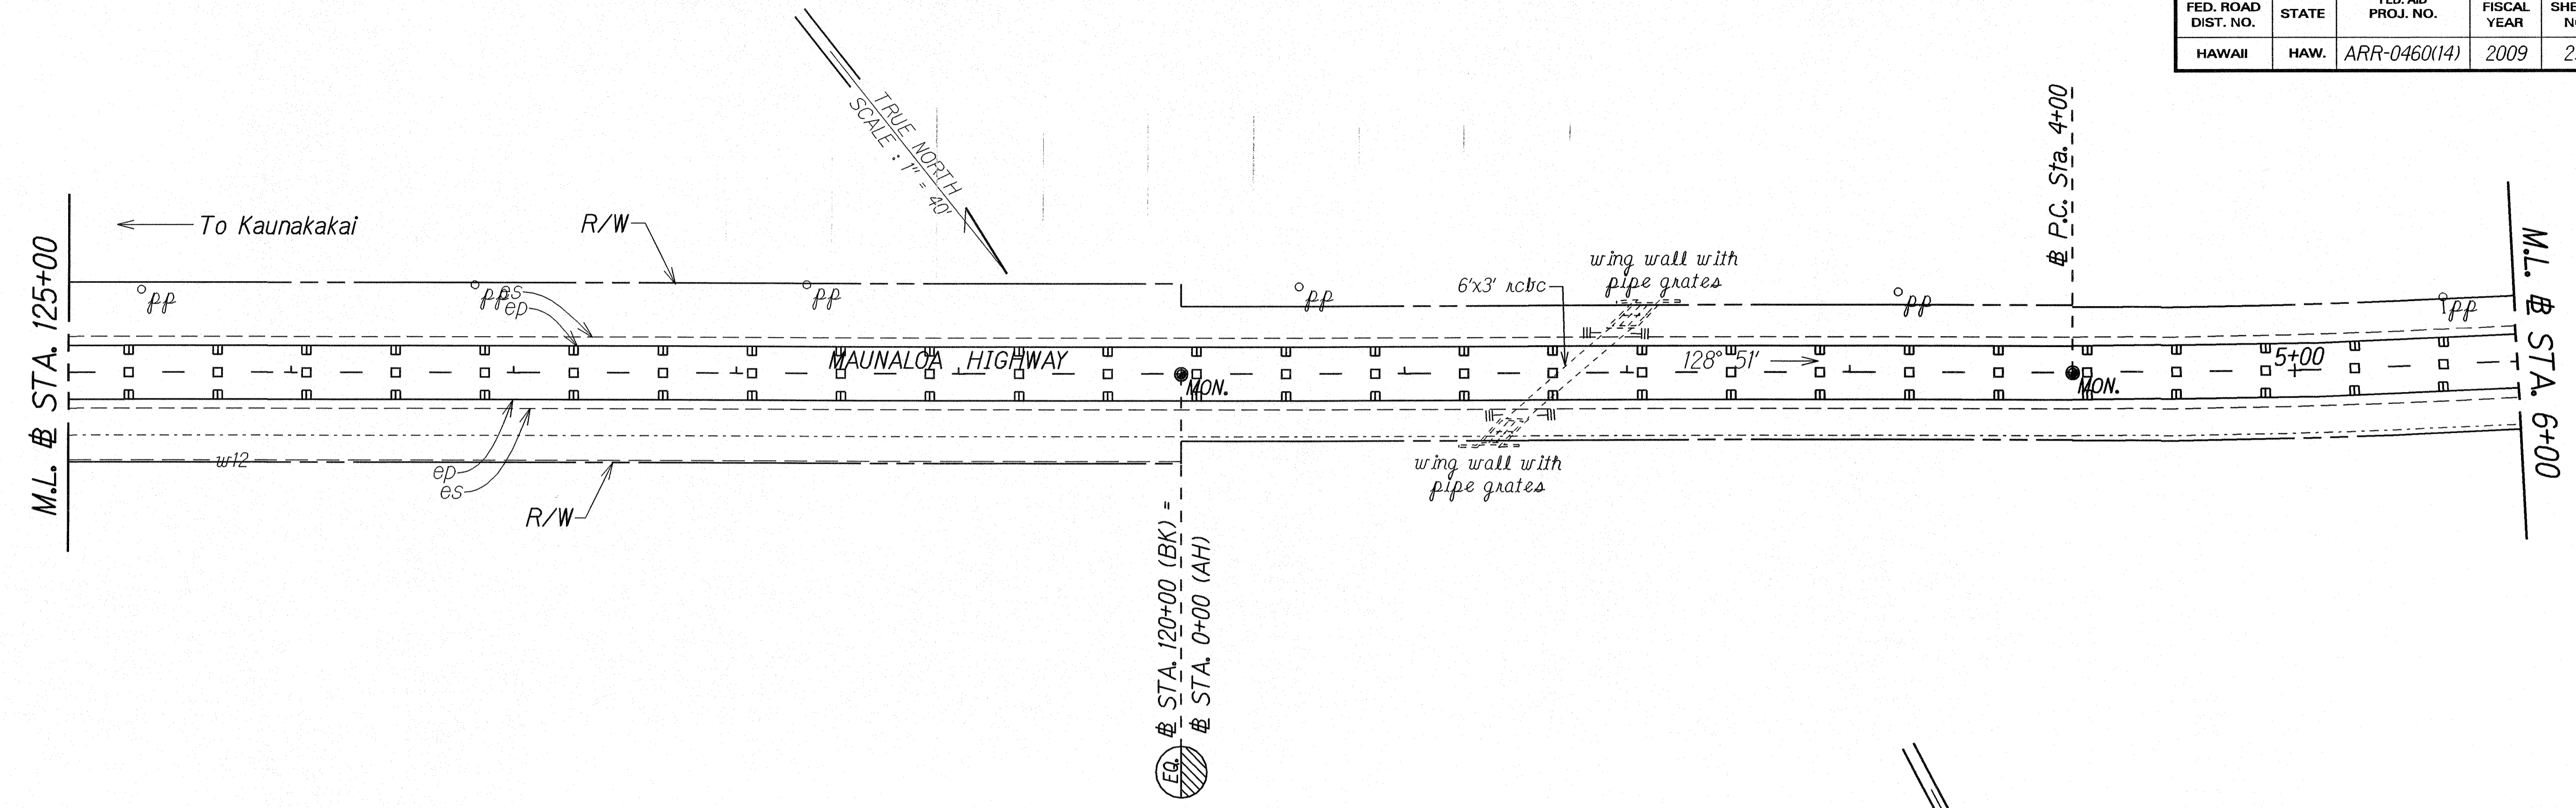 FED. ROAD DIST. NO.
STATE
FED. AID PROJ. NO.
FISCAL YEAR
HAWAII
HAW.
ARR-0460(14)
2009
TRUE NORTH
SCALE : 1" = 40'
To Kaunakakai
R/W
M.L. ␢ STA. 125+00
pp
pp
es
ep
pp
pp
6'x3' rcbc
wing wall with
pipe grates
pp
␢ P.C. Sta. 4+00
pp
M.L. ␢ STA. 6+00
MAUNALOA HIGHWAY
MON.
128° 51'
MON.
5+00
w12
ep
es
R/W
wing wall with
pipe grates
␢ STA. 120+00 (BK) =
␢ STA. 0+00 (AH)
EQ.